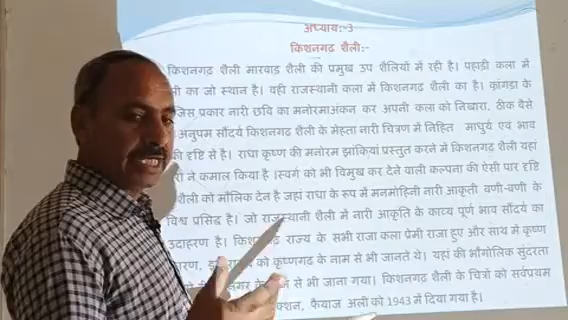 अध्याय:-3
किशनगढ शैली:-
किशनगढ शैली मारवाड शैली की प्रमुख उप शैलियों में रही है। पहाडी कला में
का जो स्थान है। वही राजस्थानी कला में किशनगढ शैली का है। कांगडा के
जिस प्रकार नारी छवि का मनोरमाअंकन कर अपनी कला को निखारा, ठीक वैसे
अनुपम सौंदर्य किशनगढ शैली के मेहता नारी चित्रण में निहित माधुर्य एवं भाव
की दृष्टि से है। राधा कृष्ण की मनोरम झांकियां प्रस्तुत करने में किशनगढ शैली यहां
ने कमाल किया है ।स्वर्ग को भी विमुख कर देने वाली कल्पना की ऐसी पार दृष्टि
शैली को मौलिक देन है जहां राधा के रूप में मनमोहिनी नारी आकृती वणी-वणी के
विश्व प्रसिद्व है। जो राजस्थानी शैली में नारी आकृति के काव्य पूर्ण भाव सौंदर्य का
उदाहरण है। राज्य के सभी राजा कला प्रेमी राजा हुए और साथ मे कृष्ण
को कृष्णगढ के नाम से भी जानते थे। यहां की भौगोलिक सुंदरता
से भी जाना गया। किशनगढ शैली के चित्रो को सर्वप्रथम
फैयाज अली को 1943 में दिया गया है।